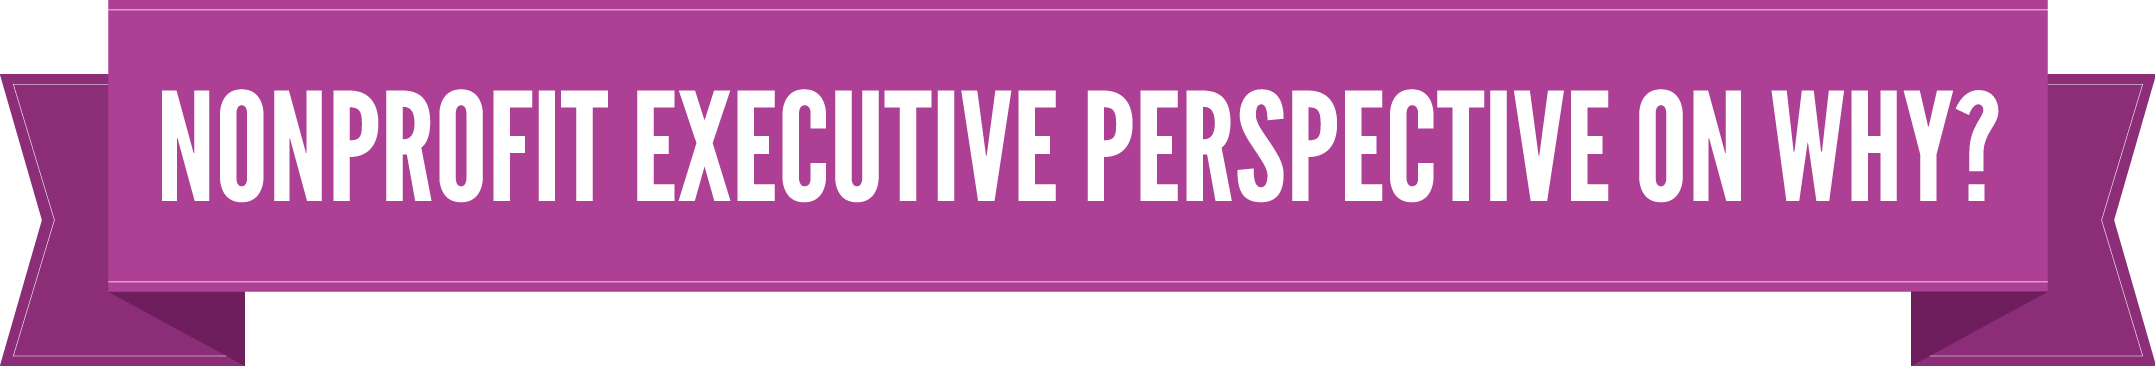 NONPROFIT EXECUTIVE PERSPECTIVE ON WHY?